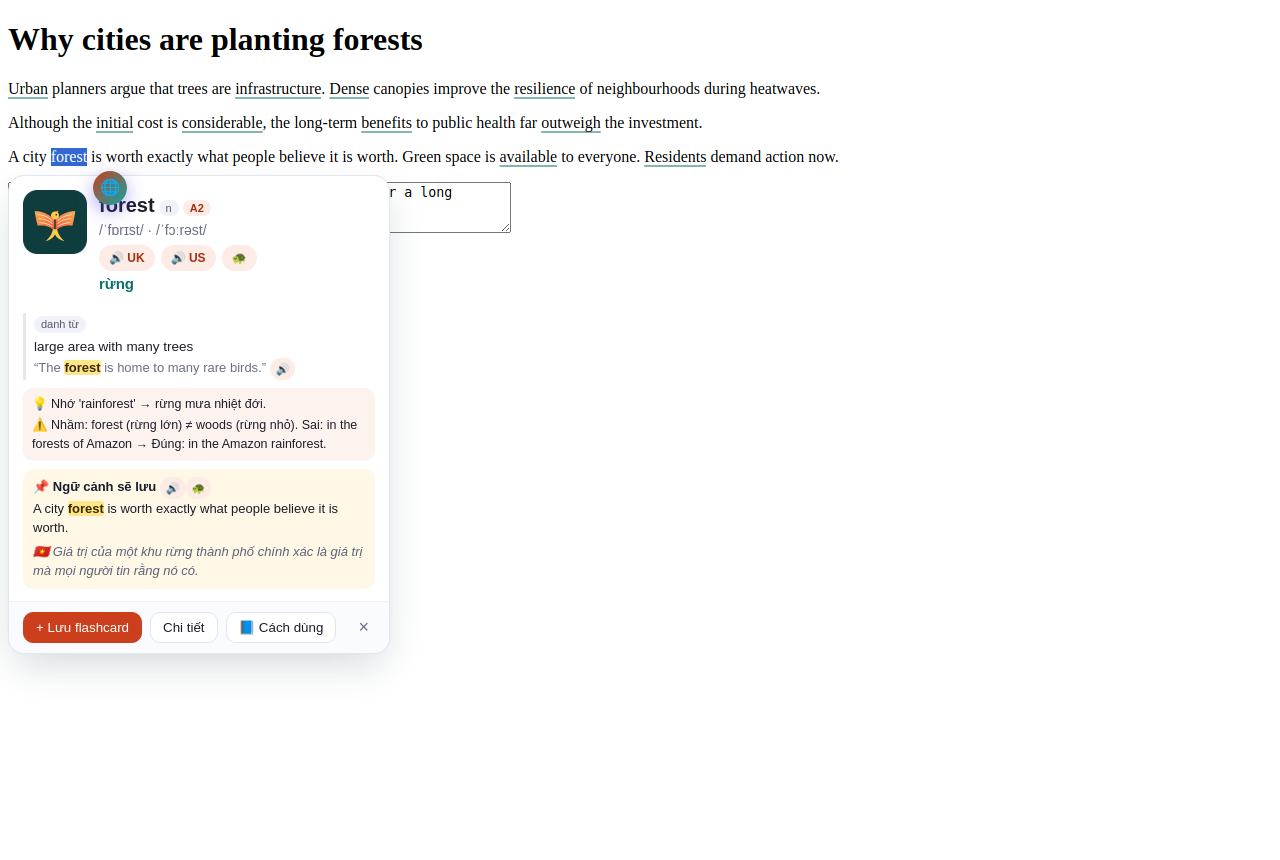 Why cities are planting forests
Urban planners argue that trees are infrastructure. Dense canopies improve the resilience of neighbourhoods during heatwaves.
Although the initial cost is considerable, the long-term benefits to public health far outweigh the investment.
A city forest is worth exactly what people believe it is worth. Green space is available to everyone. Residents demand action now.
r a long
forest n A2
/ˈfɒrɪst/ · /ˈfɔːrəst/
🔊 UK 🔊 US 🐢
rừng
danh từ
large area with many trees
“The forest is home to many rare birds.” 🔊
💡 Nhớ 'rainforest' → rừng mưa nhiệt đới.
⚠️ Nhầm: forest (rừng lớn) ≠ woods (rừng nhỏ). Sai: in the
forests of Amazon → Đúng: in the Amazon rainforest.
📌 Ngữ cảnh sẽ lưu 🔊 🐢
A city forest is worth exactly what people believe it is
worth.
🇻🇳 Giá trị của một khu rừng thành phố chính xác là giá trị
mà mọi người tin rằng nó có.
+ Lưu flashcard Chi tiết 📘 Cách dùng ×